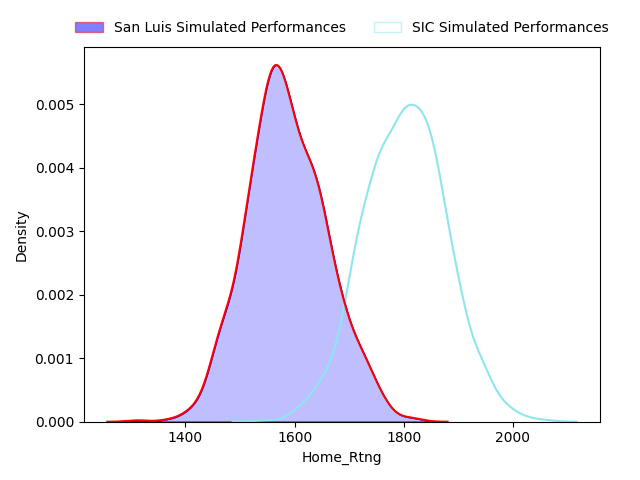 San Luis Simulated Performances SIC Simulated Performances
0.005
0.004
0.003
0.002
0.001
0.000
Density
1400 1600 1800 2000
Home_Rtng